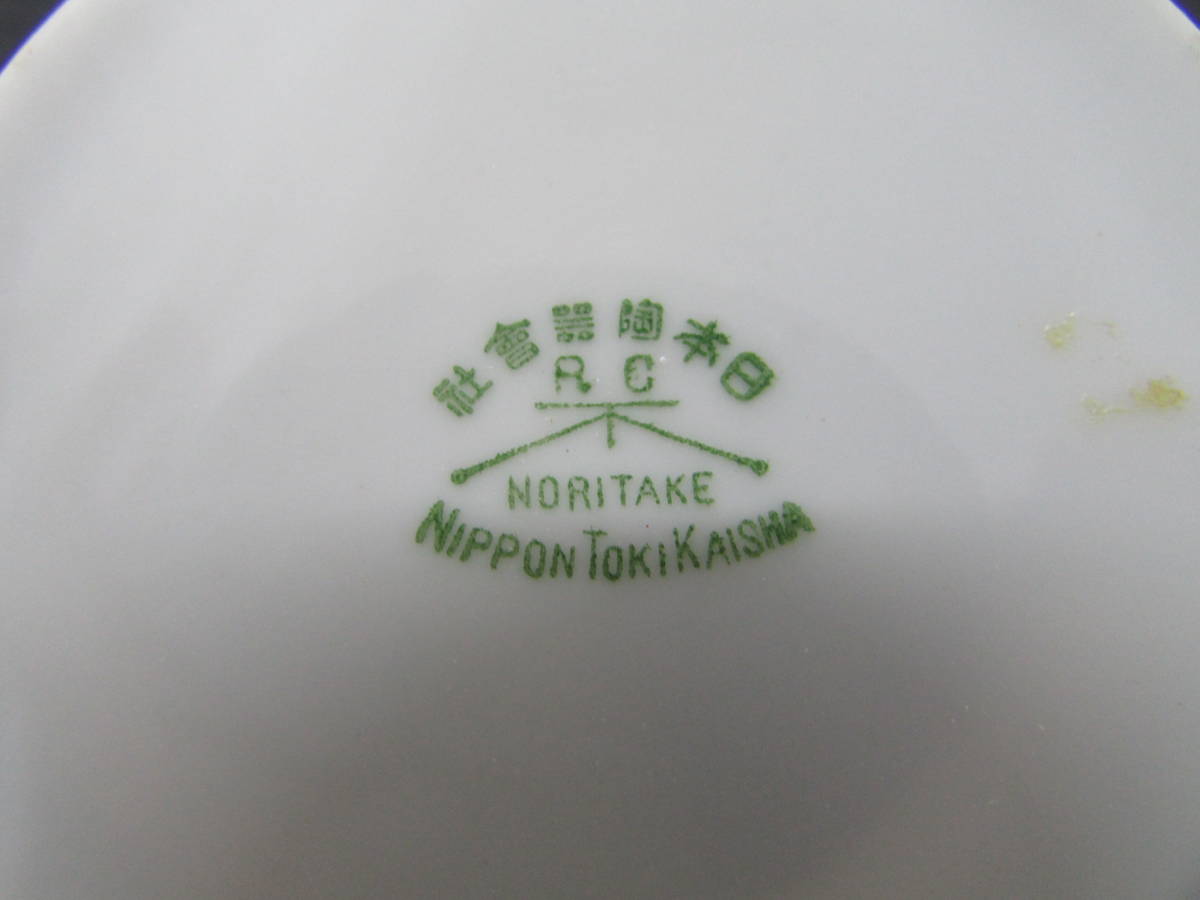 日本陶器會社
R C
NORITAKE
NIPPON TOKI KAISHA